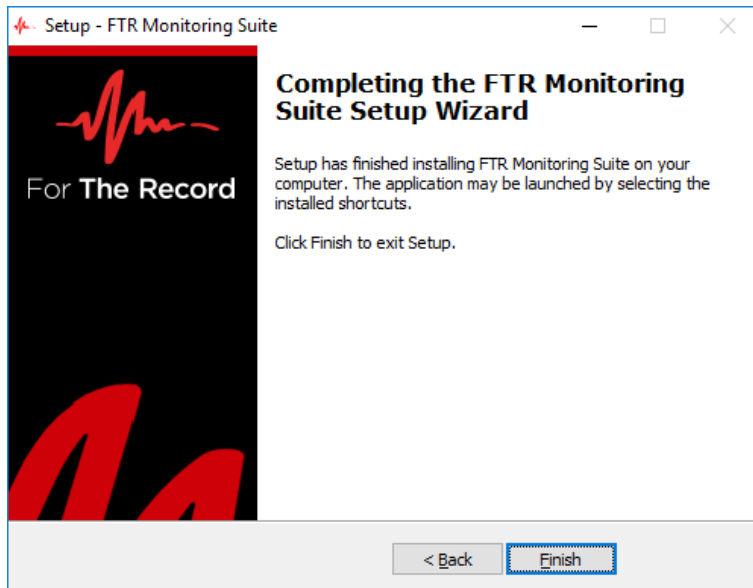 Setup - FTR Monitoring Suite
For The Record
Completing the FTR Monitoring
Suite Setup Wizard
Setup has finished installing FTR Monitoring Suite on your
computer. The application may be launched by selecting the
installed shortcuts.
Click Finish to exit Setup.
< Back
Finish